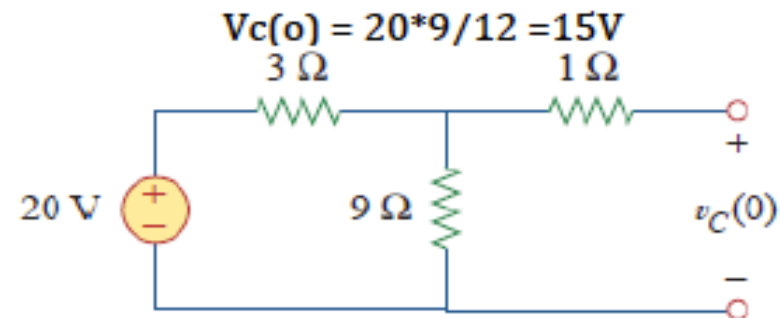 Vc(o) = 20*9/12 =15V
3 Ω 1 Ω
+
20 V + − 9 Ω vC(0)
−